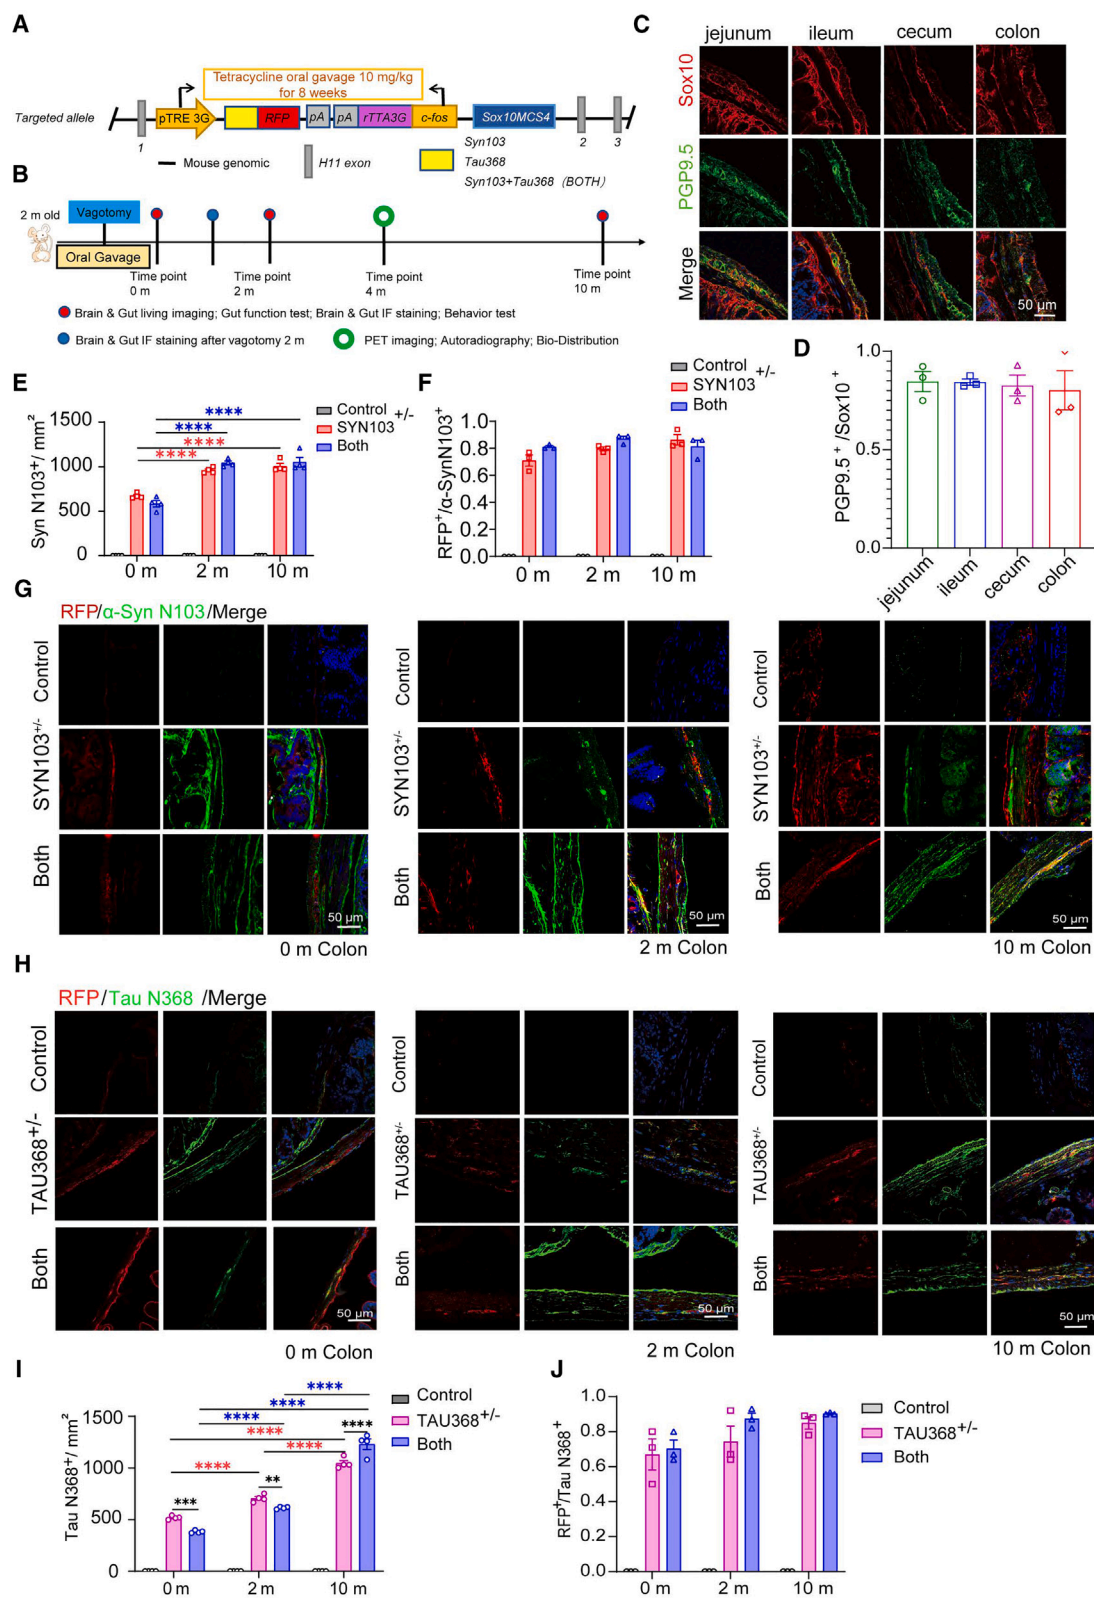 A
Tetracycline oral gavage 10 mg/kg
for 8 weeks
Targeted allele
pTRE 3G
RFP
pA
pA
rTTA3G
c-fos
Sox10MCS4
1
2
3
Mouse genomic
H11 exon
Syn103
Tau368
Syn103+Tau368（BOTH）
B
2 m old
Vagotomy
Oral Gavage
Time point
0 m
Time point
2 m
Time point
4 m
Time point
10 m
Brain & Gut living imaging; Gut function test; Brain & Gut IF staining; Behavior test
Brain & Gut IF staining after vagotomy 2 m
PET imaging; Autoradiography; Bio-Distribution
C
jejunum
ileum
cecum
colon
Sox10
PGP9.5
Merge
50 µm
D
PGP9.5⁺/Sox10⁺
1.0
0.5
0.0
jejunum
ileum
cecum
colon
E
Syn N103⁺/ mm²
1500
1000
500
0
0 m
2 m
10 m
****
****
****
****
Control
SYN103⁺/⁻
Both
F
RFP⁺/α-SynN103⁺
1.0
0.8
0.6
0.4
0.2
0.0
0 m
2 m
10 m
Control
SYN103⁺/⁻
Both
G
RFP/α-Syn N103/Merge
Control
SYN103⁺/⁻
Both
50 µm
0 m Colon
Control
SYN103⁺/⁻
Both
50 µm
2 m Colon
Control
SYN103⁺/⁻
Both
50 µm
10 m Colon
H
RFP/Tau N368 /Merge
Control
TAU368⁺/⁻
Both
50 µm
0 m Colon
Control
TAU368⁺/⁻
Both
50 µm
2 m Colon
Control
TAU368⁺/⁻
Both
50 µm
10 m Colon
I
Tau N368⁺/ mm²
1500
1000
500
0
0 m
2 m
10 m
****
****
****
****
****
****
****
***
**
Control
TAU368⁺/⁻
Both
J
RFP⁺/Tau N368⁺
1.0
0.8
0.6
0.4
0.2
0.0
0 m
2 m
10 m
Control
TAU368⁺/⁻
Both